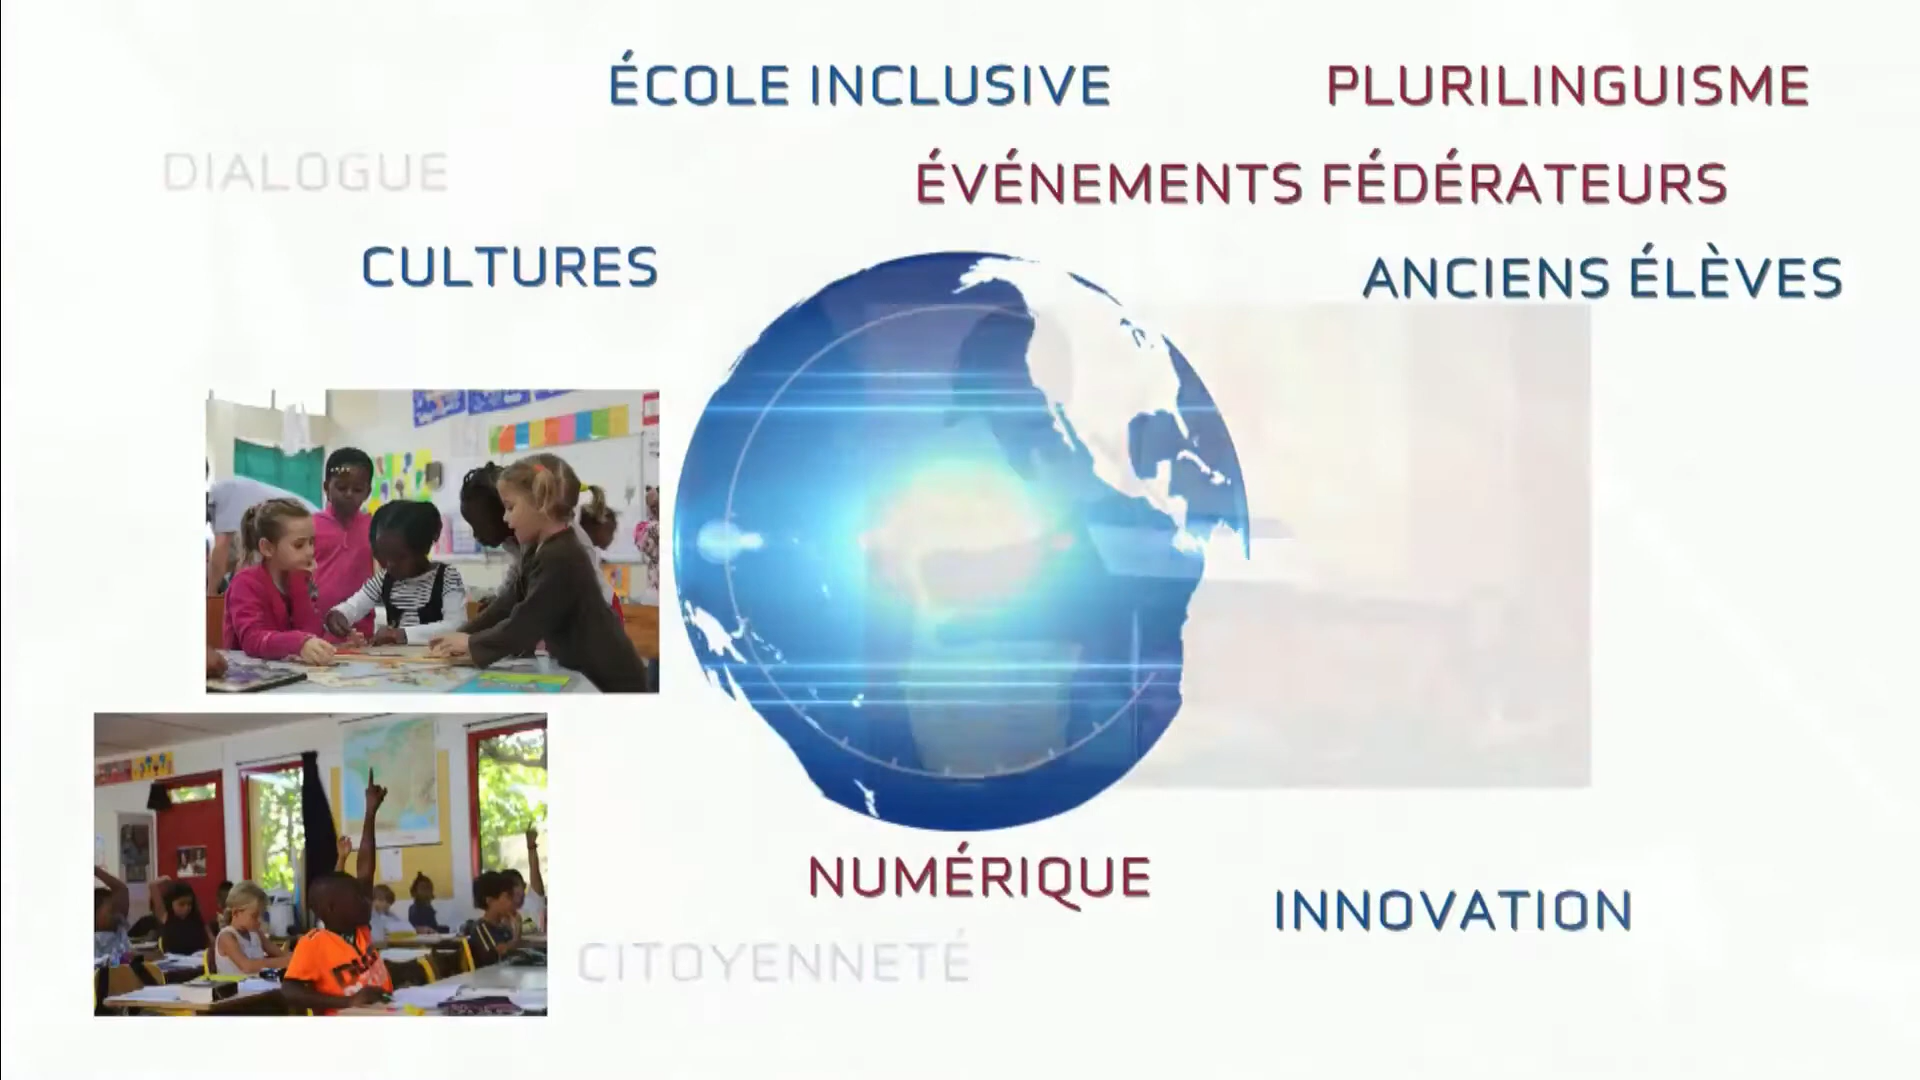 ÉCOLE INCLUSIVE
PLURILINGUISME
DIALOGUE
ÉVÉNEMENTS FÉDÉRATEURS
CULTURES
ANCIENS ÉLÈVES
NUMÉRIQUE
INNOVATION
CITOYENNETÉ